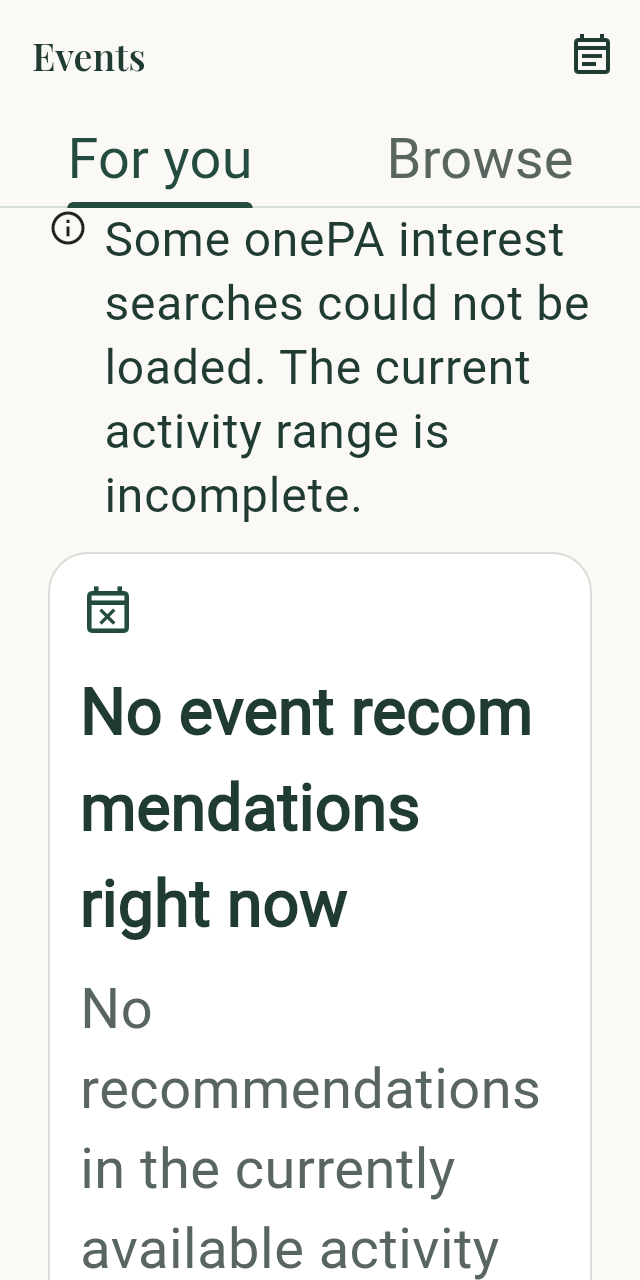 Events
For you
Browse
Some onePA interest
searches could not be
loaded. The current
activity range is
incomplete.
No event recom
mendations
right now
No
recommendations
in the currently
available activity